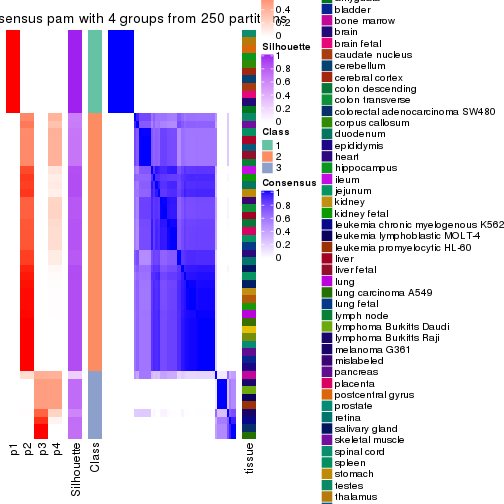 sensus pam with 4 groups from 250 partit
0.4
0.2
0
Silhouette
1
0.8
0.6
0.4
0.2
0
Class
1
2
3
Consensus
1
0.8
0.6
0.4
0.2
0
bladder
bone marrow
brain
brain fetal
caudate nucleus
cerebellum
cerebral cortex
colon descending
colon transverse
colorectal adenocarcinoma SW480
corpus callosum
duodenum
epididymis
heart
hippocampus
ileum
jejunum
kidney
kidney fetal
leukemia chronic myelogenous K562
leukemia lymphoblastic MOLT-4
leukemia promyelocytic HL-60
liver
liver fetal
lung
lung carcinoma A549
lung fetal
lymph node
lymphoma Burkitts Daudi
lymphoma Burkitts Raji
melanoma G361
mislabeled
pancreas
placenta
postcentral gyrus
prostate
retina
salivary gland
skeletal muscle
spinal cord
spleen
stomach
testes
thalamus
p1
p2
p3
p4
Silhouette
Class
tissue